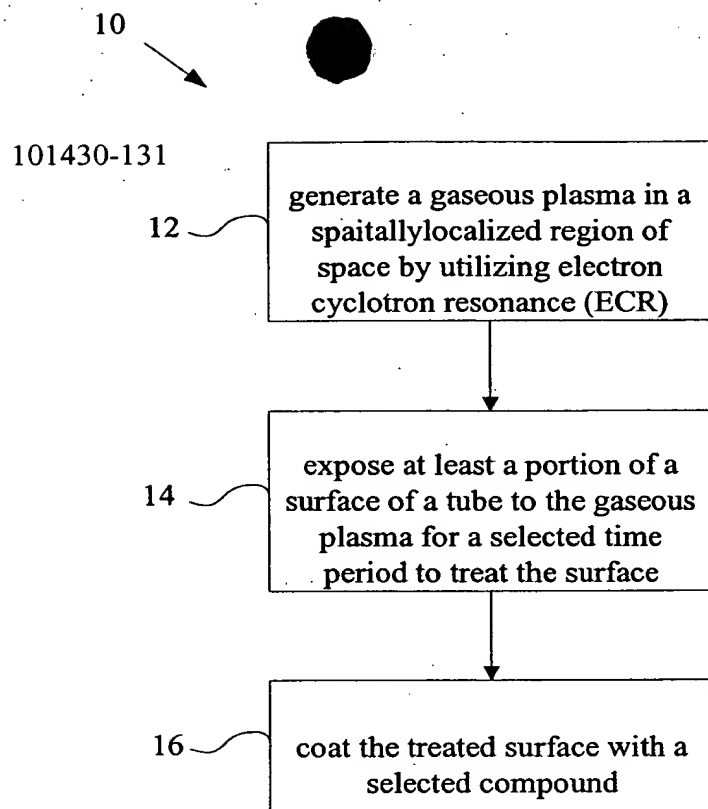 10
101430-131
12
generate a gaseous plasma in a
spaitallylocalized region of
space by utilizing electron
cyclotron resonance (ECR)
14
expose at least a portion of a
surface of a tube to the gaseous
plasma for a selected time
period to treat the surface
16
coat the treated surface with a
selected compound